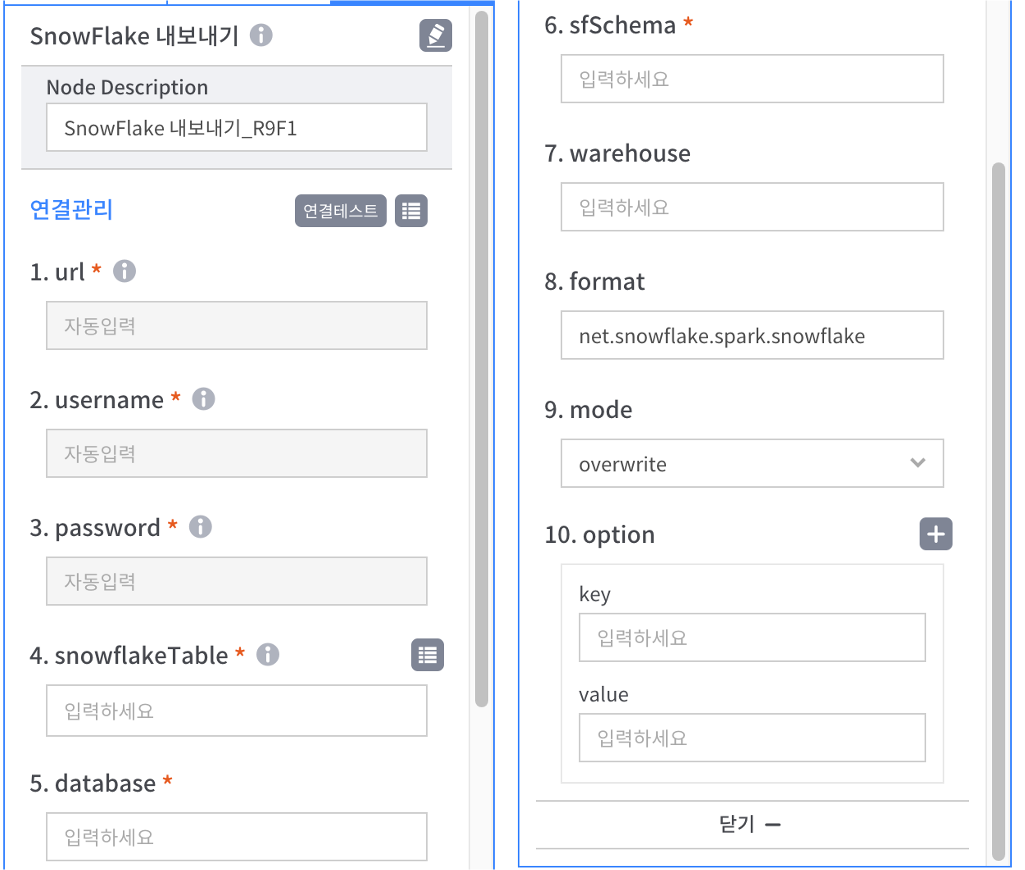 SnowFlake 내보내기
Node Description
SnowFlake 내보내기_R9F1
연결관리
연결테스트
1. url *
자동입력
2. username *
자동입력
3. password *
자동입력
4. snowflakeTable *
입력하세요
5. database *
입력하세요
6. sfSchema *
입력하세요
7. warehouse
입력하세요
8. format
net.snowflake.spark.snowflake
9. mode
overwrite
10. option
key
입력하세요
value
입력하세요
닫기 −